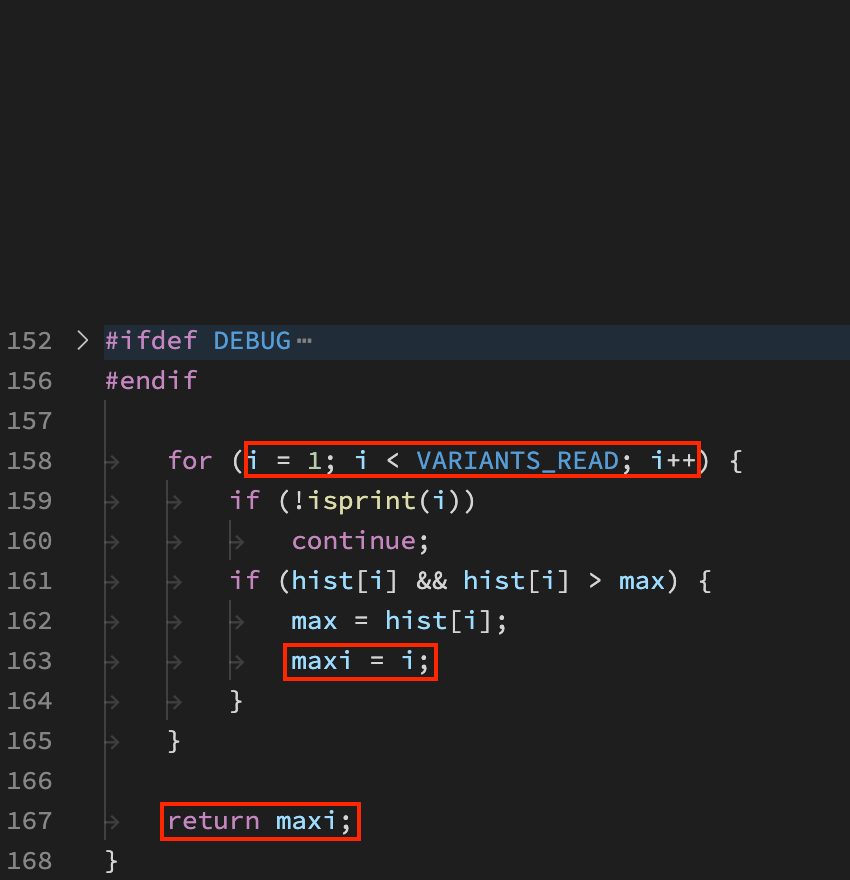 152 > #ifdef DEBUG⋯
156 #endif
157
158 for (i = 1; i < VARIANTS_READ; i++) {
159 if (!isprint(i))
160 continue;
161 if (hist[i] && hist[i] > max) {
162 max = hist[i];
163 maxi = i;
164 }
165 }
166
167 return maxi;
168 }